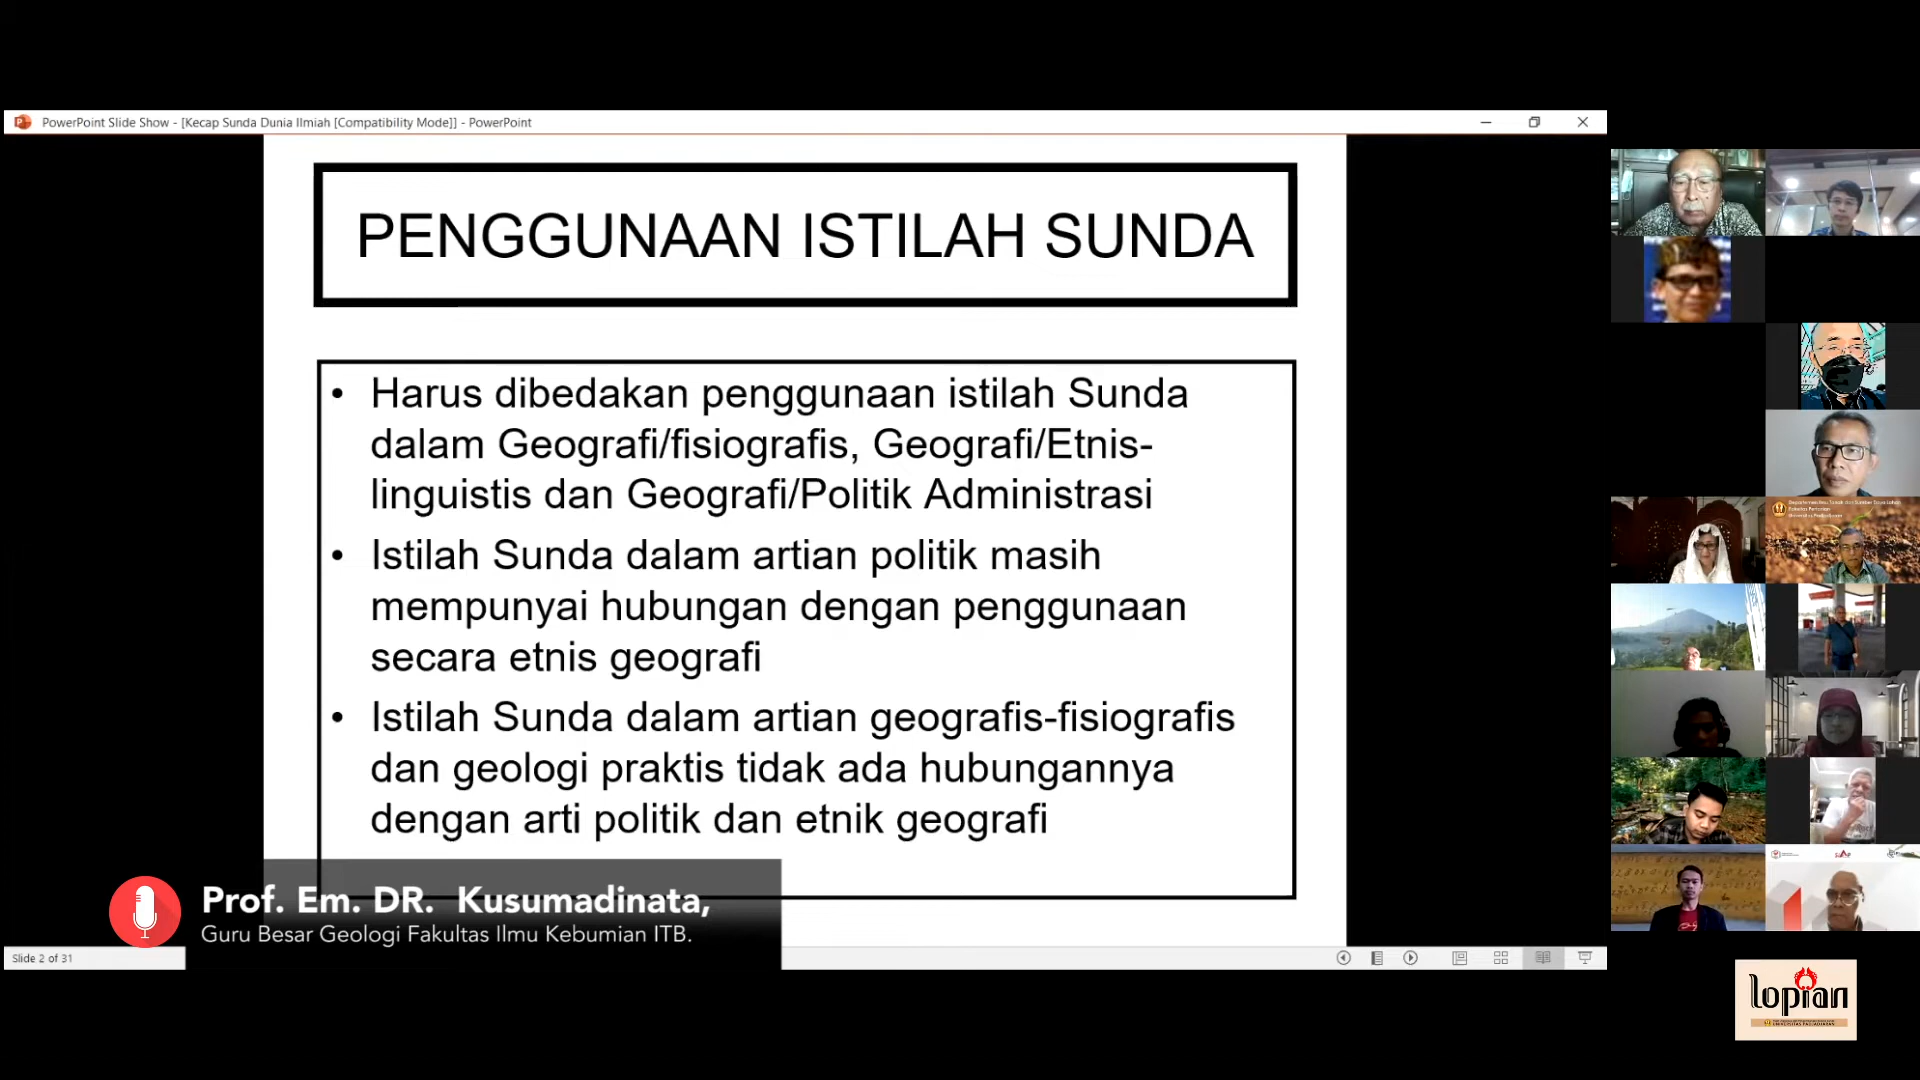 PowerPoint Slide Show - [Kecap Sunda Dunia Ilmiah [Compatibility Mode]] - PowerPoint
PENGGUNAAN ISTILAH SUNDA
• Harus dibedakan penggunaan istilah Sunda
dalam Geografi/fisiografis, Geografi/Etnis-
linguistis dan Geografi/Politik Administrasi
• Istilah Sunda dalam artian politik masih
mempunyai hubungan dengan penggunaan
secara etnis geografi
• Istilah Sunda dalam artian geografis-fisiografis
dan geologi praktis tidak ada hubungannya
dengan arti politik dan etnik geografi
Prof. Em. DR. Kusumadinata,
Guru Besar Geologi Fakultas Ilmu Kebumian ITB.
Slide 2 of 31
lopian
UNIVERSITAS PADJADJARAN